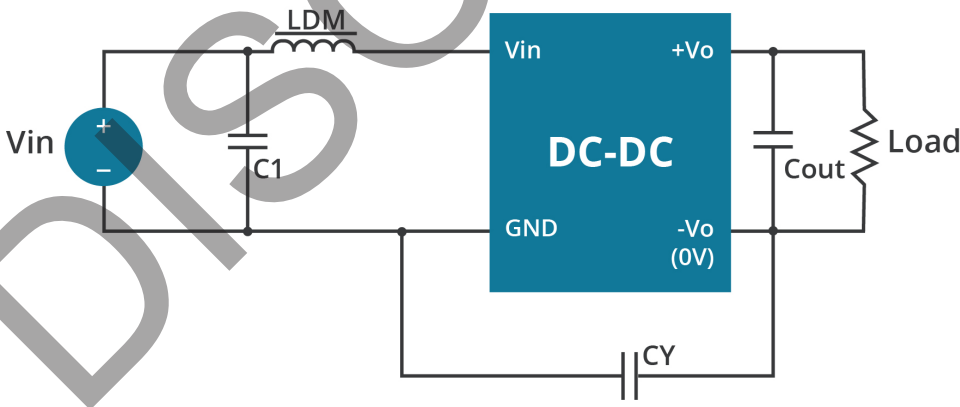 LDM
Vin
+Vo
+
Vin
−
C1
DC-DC
Cout
Load
GND
-Vo
(0V)
CY
DISC